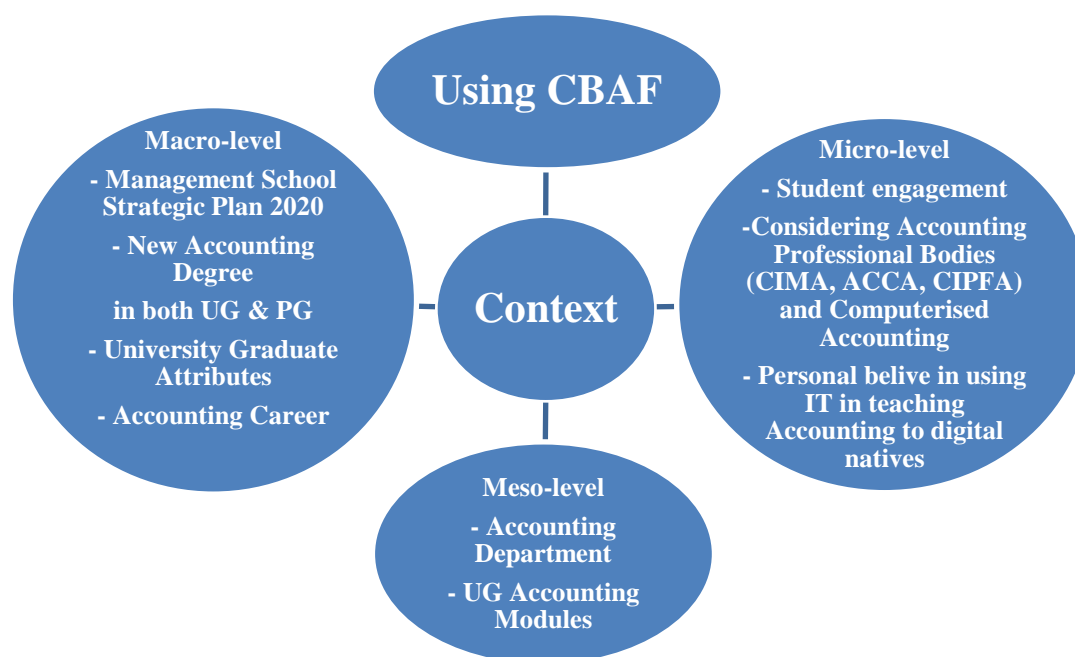 Using CBAF
Macro-level
- Management School
Strategic Plan 2020
- New Accounting
Degree
in both UG & PG
- University Graduate
Attributes
- Accounting Career
Context
Micro-level
- Student engagement
-Considering Accounting
Professional Bodies
(CIMA, ACCA, CIPFA)
and Computerised
Accounting
- Personal belive in using
IT in teaching
Accounting to digital
natives
Meso-level
- Accounting
Department
- UG Accounting
Modules